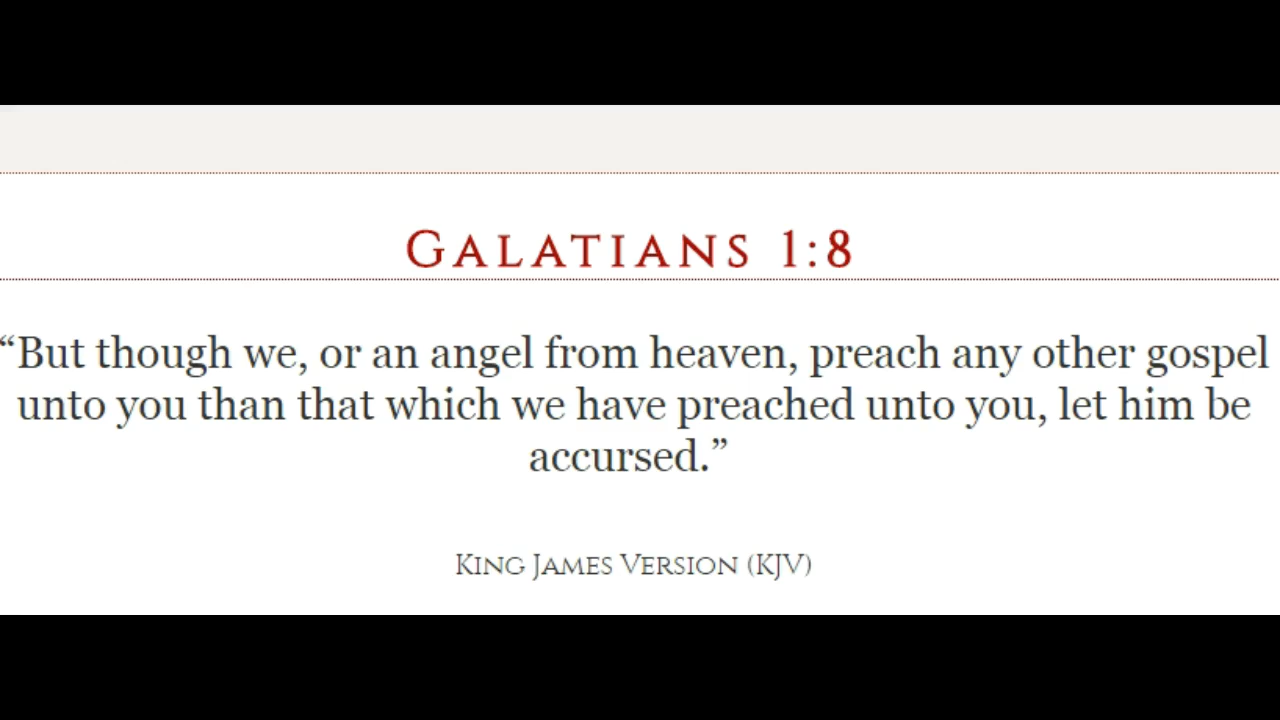 Galatians 1:8
“But though we, or an angel from heaven, preach any other gospel
unto you than that which we have preached unto you, let him be
accursed.”
King James Version (KJV)